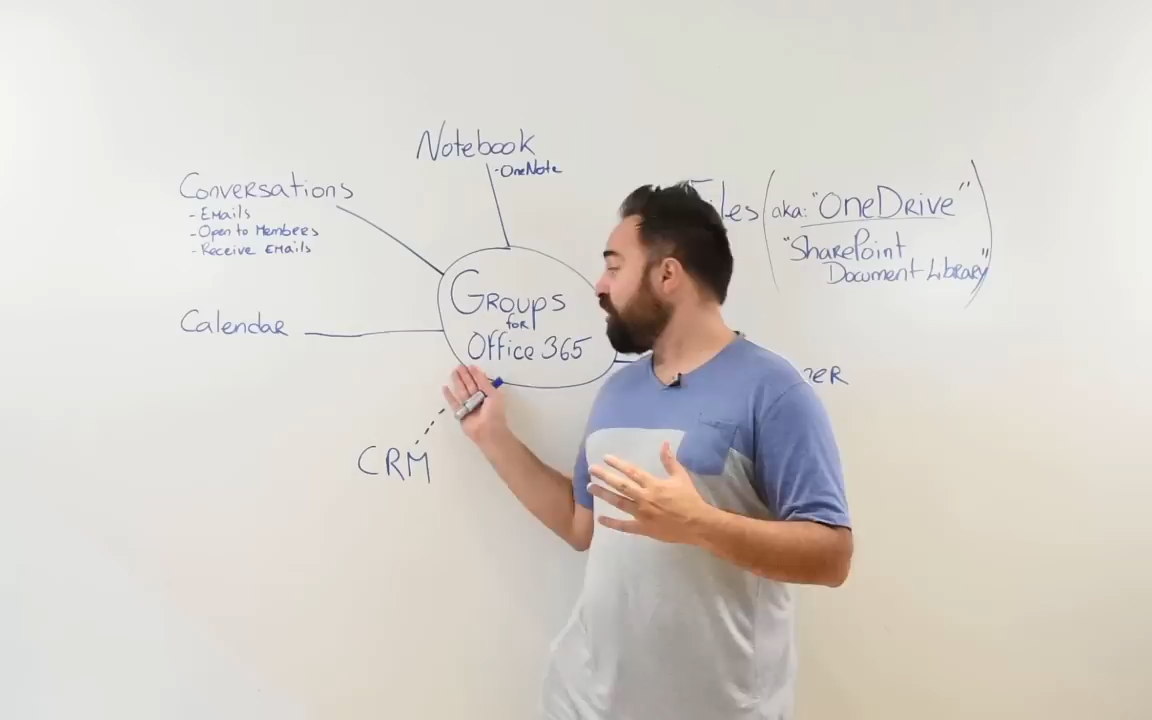 Notebook
- OneNote
Conversations
- Emails
- Open to Members
- Receive Emails
Files (aka: "OneDrive"
"SharePoint
Document Library")
Groups
for
Office 365
Calendar
CRM